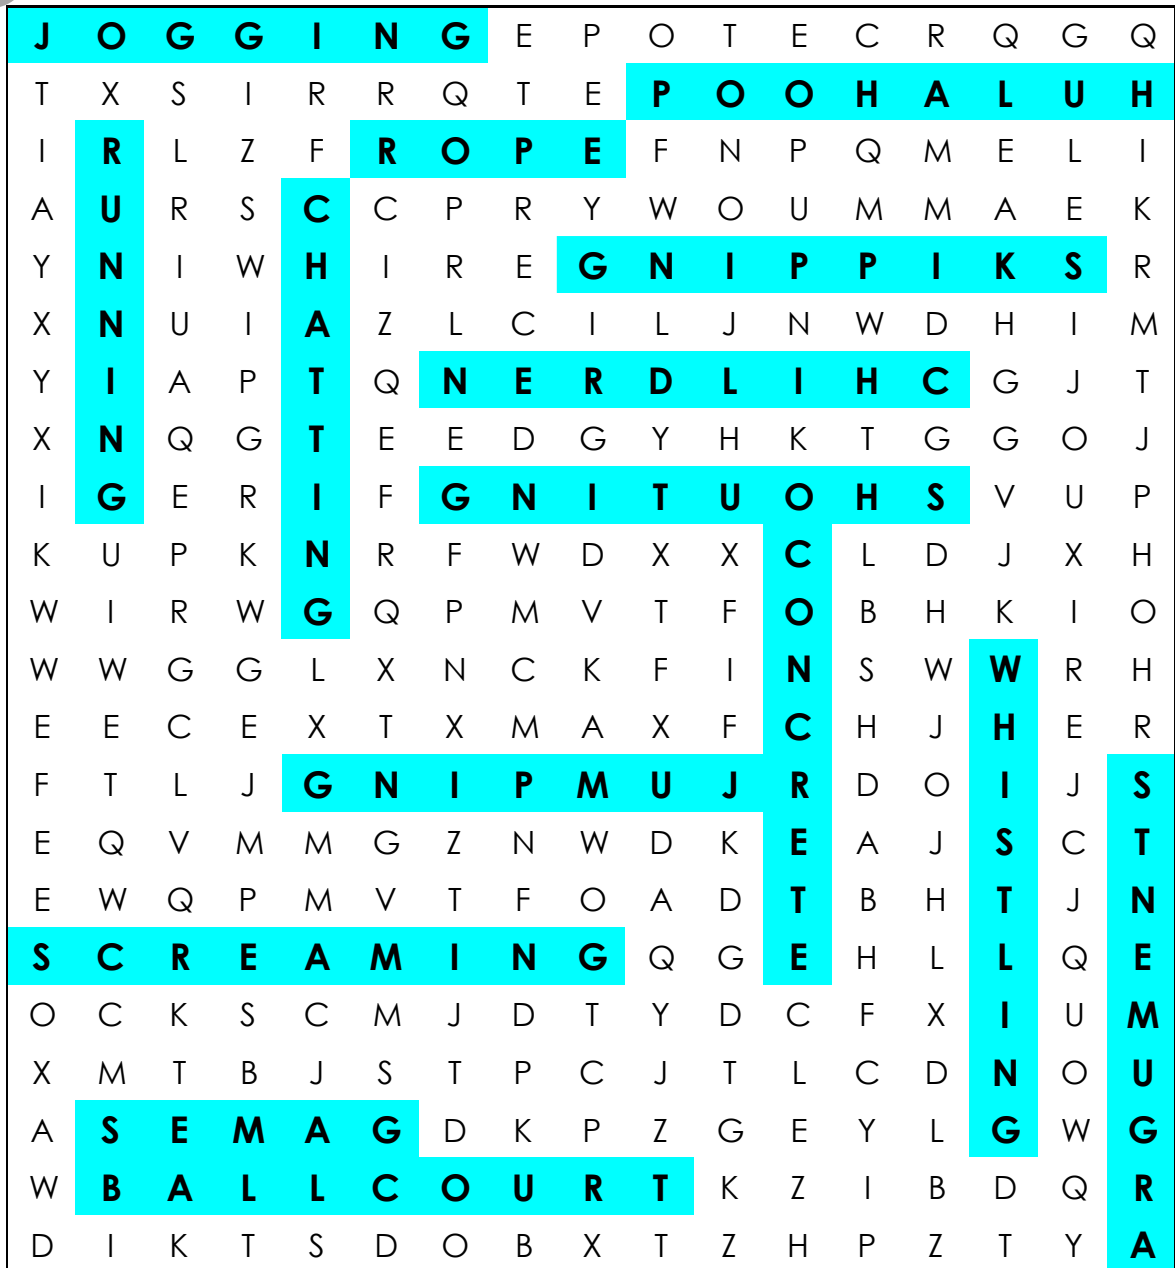 J O G G I N G E P O T E C R Q G Q
T X S I R R Q T E P O O H A L U H
I R L Z F R O P E F N P Q M E L I
A U R S C C P R Y W O U M M A E K
Y N I W H I R E G N I P P I K S R
X N U I A Z L C I L J N W D H I M
Y I A P T Q N E R D L I H C G J T
X N Q G T E E D G Y H K T G G O J
I G E R I F G N I T U O H S V U P
K U P K N R F W D X X C L D J X H
W I R W G Q P M V T F O B H K I O
W W G G L X N C K F I N S W W R H
E E C E X T X M A X F C H J H E R
F T L J G N I P M U J R D O I J S
E Q V M M G Z N W D K E A J S C T
E W Q P M V T F O A D T B H T J N
S C R E A M I N G Q G E H L L Q E
O C K S C M J D T Y D C F X I U M
X M T B J S T P C J T L C D N O U
A S E M A G D K P Z G E Y L G W G
W B A L L C O U R T K Z I B D Q R
D I K T S D O B X T Z H P Z T Y A